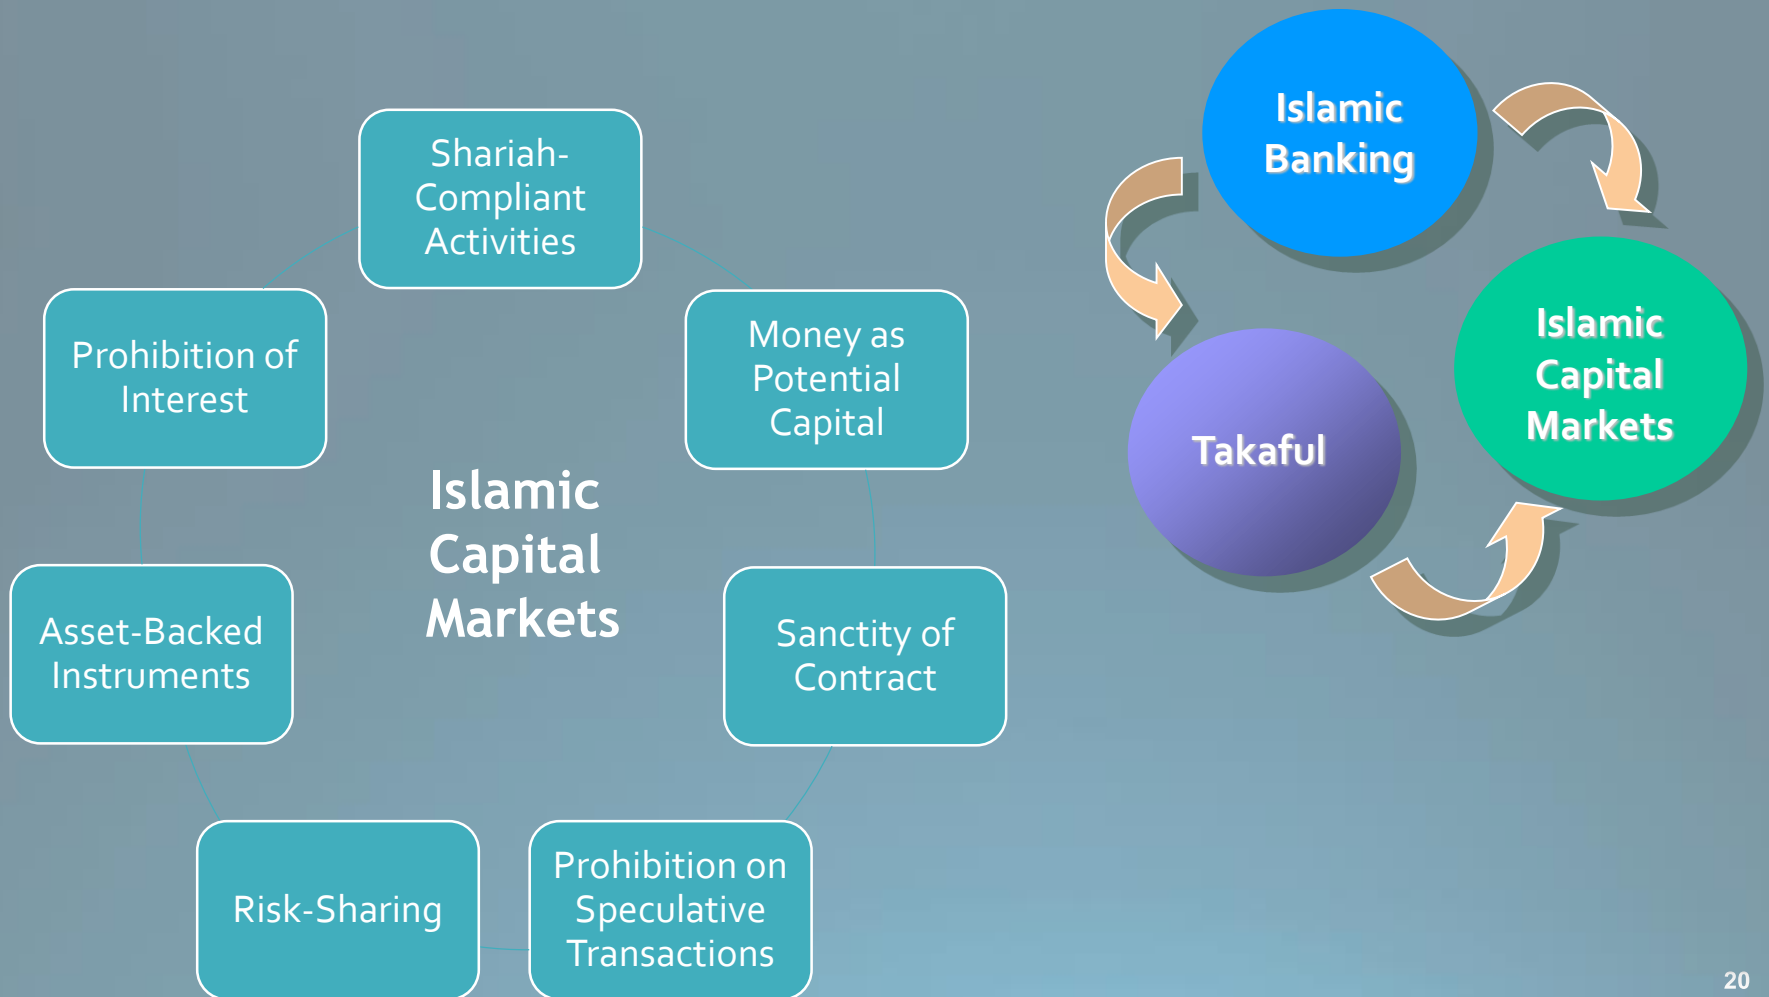 Shariah-
Compliant
Activities
Money as
Potential
Capital
Sanctity of
Contract
Prohibition on
Speculative
Transactions
Risk-Sharing
Asset-Backed
Instruments
Prohibition of
Interest
Islamic
Capital
Markets
Islamic
Banking
Islamic
Capital
Markets
Takaful
20